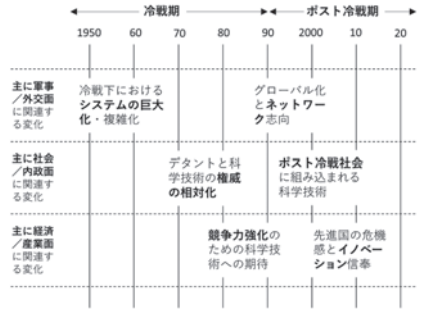 冷戦期
ポスト冷戦期
1950 60 70 80 90 2000 10 20
主に軍事
／外交面
に関連す
る変化
冷戦下における
システムの巨大
化・複雑化
グローバル化
とネットワー
ク志向
主に社会
／内政面
に関連す
る変化
デタントと科
学技術の権威
の相対化
ポスト冷戦社会
に組み込まれる
科学技術
主に経済
／産業面
に関連す
る変化
競争力強化の
ための科学技
術への期待
先進国の危機
感とイノベー
ション信奉